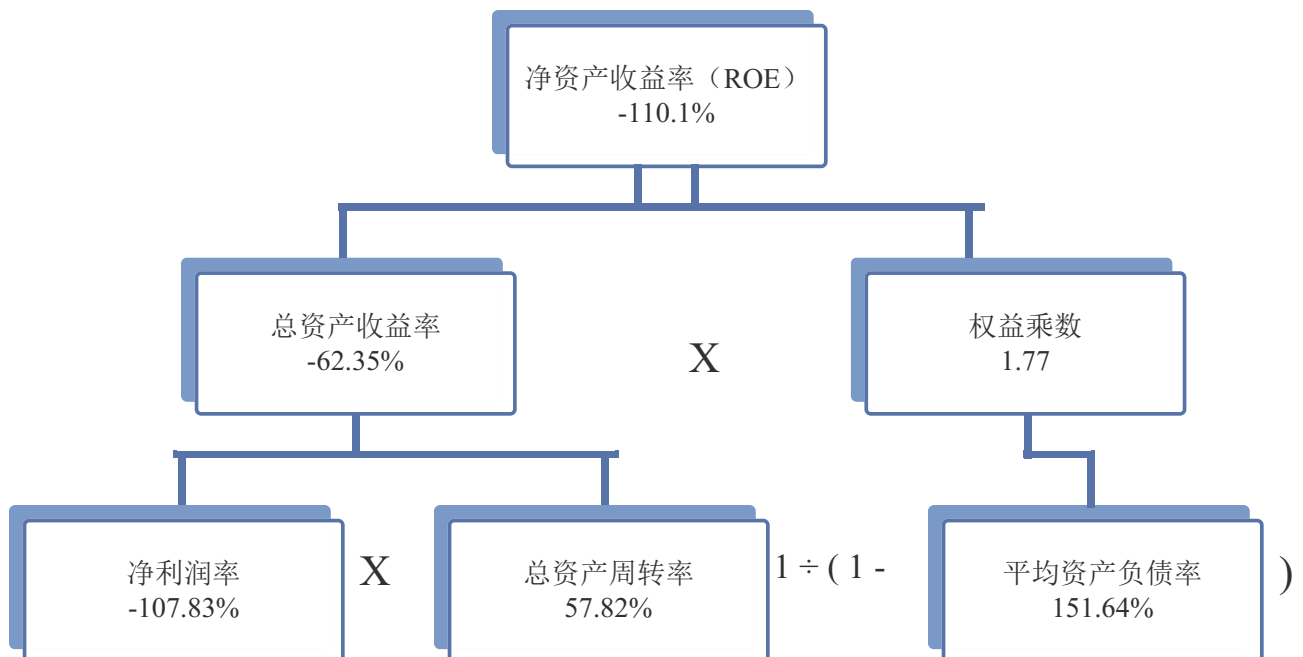 净资产收益率（ROE）
-110.1%
总资产收益率
-62.35%
X
权益乘数
1.77
净利润率
-107.83%
X
总资产周转率
57.82%
1 ÷ ( 1 -
平均资产负债率
151.64%
)